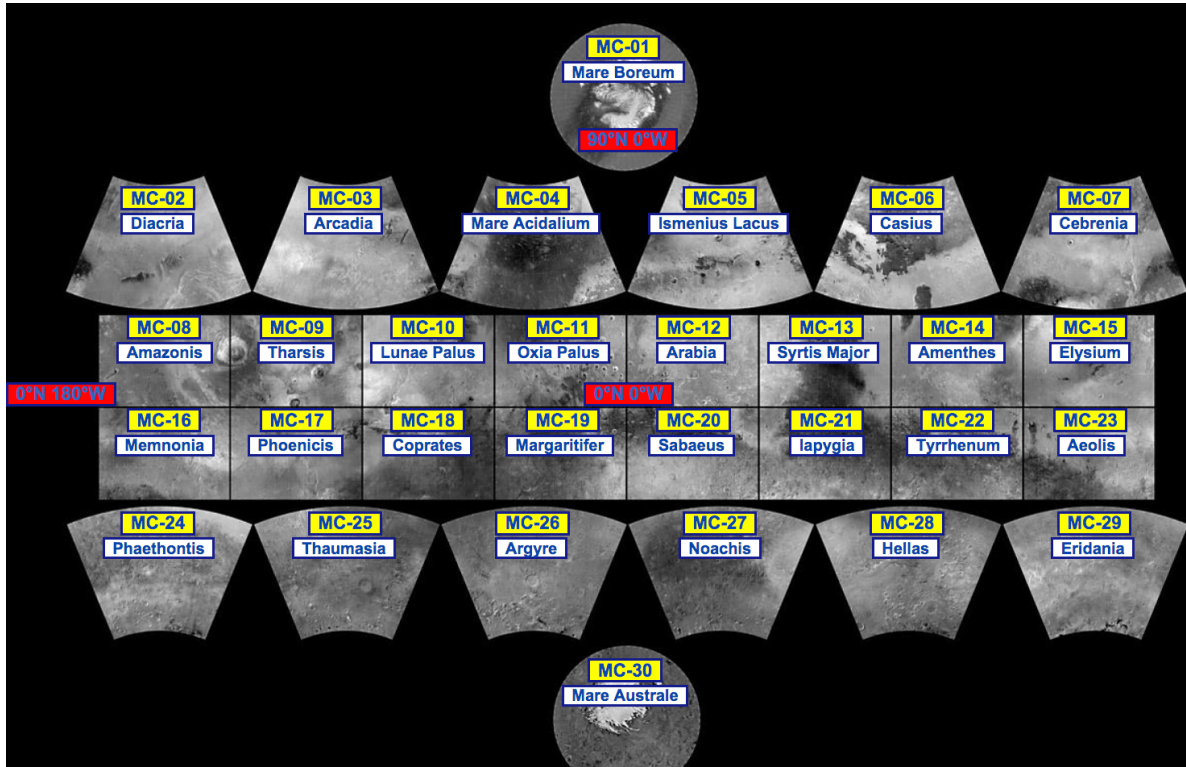 MC-01
Mare Boreum
90°N 0°W
MC-02 MC-03 MC-04 MC-05 MC-06 MC-07
Diacria Arcadia Mare Acidalium Ismenius Lacus Casius Cebrenia
MC-08 MC-09 MC-10 MC-11 MC-12 MC-13 MC-14 MC-15
Amazonis Tharsis Lunae Palus Oxia Palus Arabia Syrtis Major Amenthes Elysium
0°N 180°W 0°N 0°W
MC-16 MC-17 MC-18 MC-19 MC-20 MC-21 MC-22 MC-23
Memnonia Phoenicis Coprates Margaritifer Sabaeus Iapygia Tyrrhenum Aeolis
MC-24 MC-25 MC-26 MC-27 MC-28 MC-29
Phaethontis Thaumasia Argyre Noachis Hellas Eridania
MC-30
Mare Australe